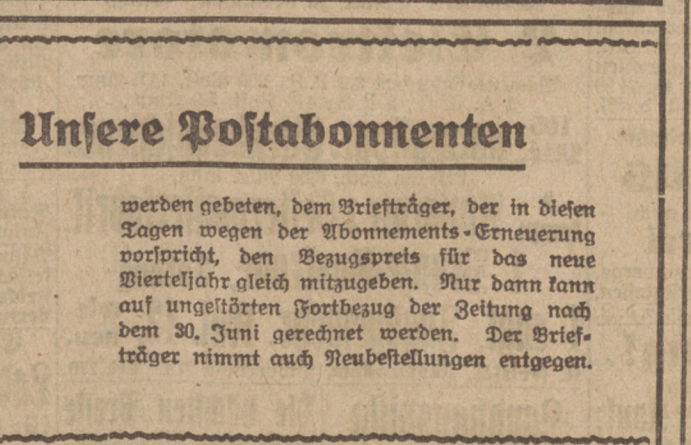 Unsere Postabonnenten
werden gebeten, dem Briefträger, der in diesen
Tagen wegen der Abonnements-Erneuerung
vorspricht, den Bezugspreis für das neue
Vierteljahr gleich mitzugeben. Nur dann kann
auf ungestörten Fortbezug der Zeitung nach
dem 30. Juni gerechnet werden. Der Brief-
träger nimmt auch Neubestellungen entgegen.